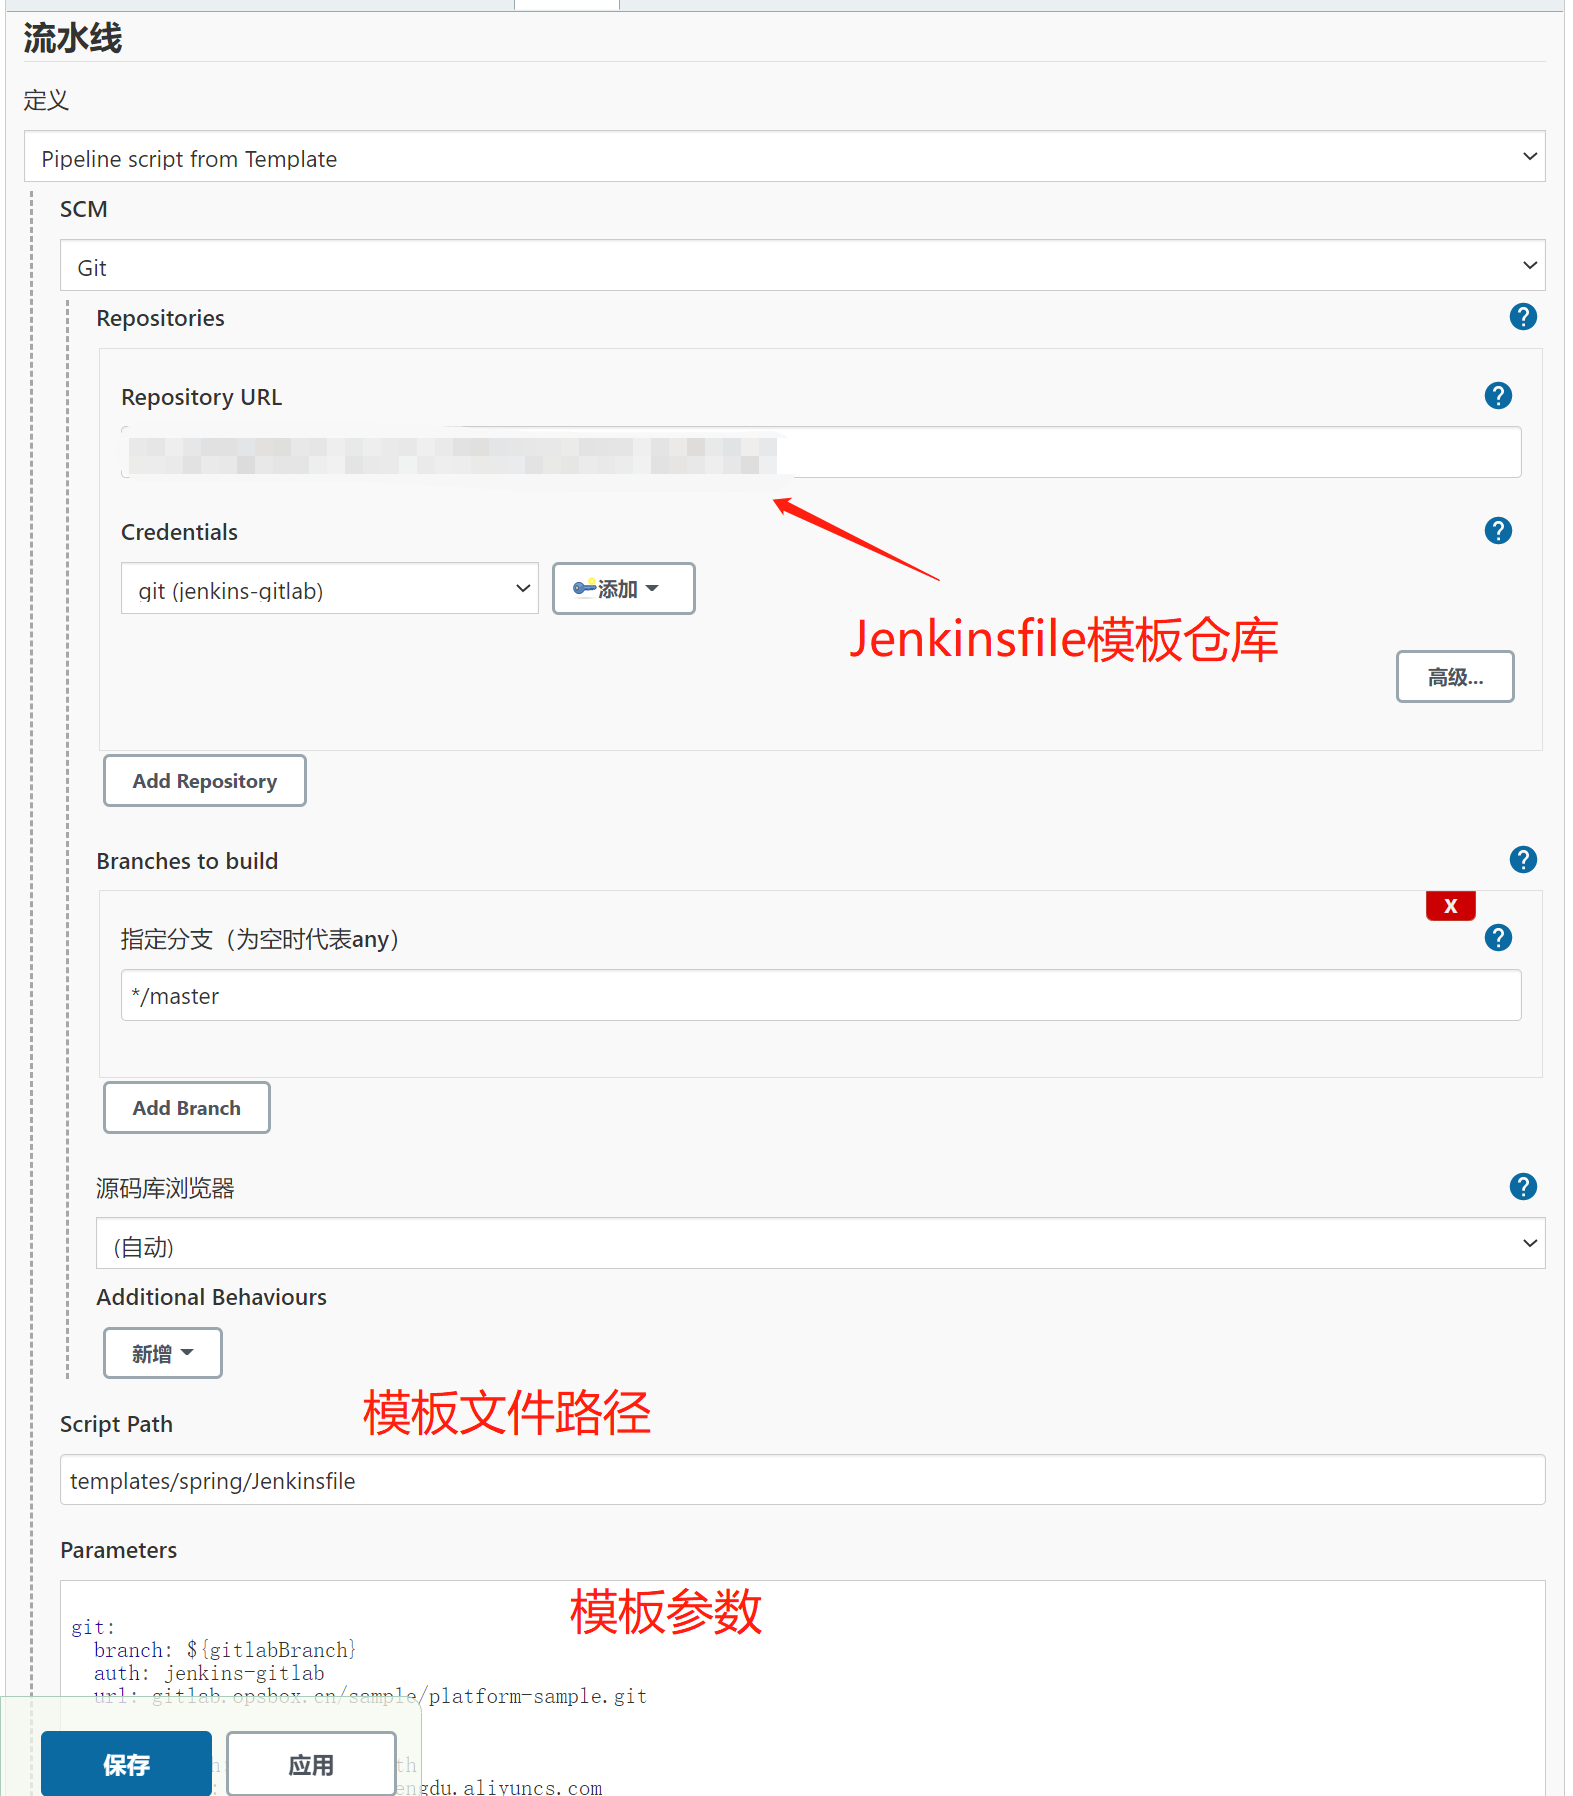 流水线
定义
Pipeline script from Template
SCM
Git
Repositories
Repository URL
Credentials
git (jenkins-gitlab)
添加
Jenkinsfile模板仓库
高级...
Add Repository
Branches to build
X
指定分支（为空时代表any）
*/master
Add Branch
源码库浏览器
(自动)
Additional Behaviours
新增
模板文件路径
Script Path
templates/spring/Jenkinsfile
Parameters
模板参数
git:
branch: ${gitlabBranch}
auth: jenkins-gitlab
url: gitlab.opsbox.cn/sample/platform-sample.git
保存
应用
engdu.aliyuncs.com